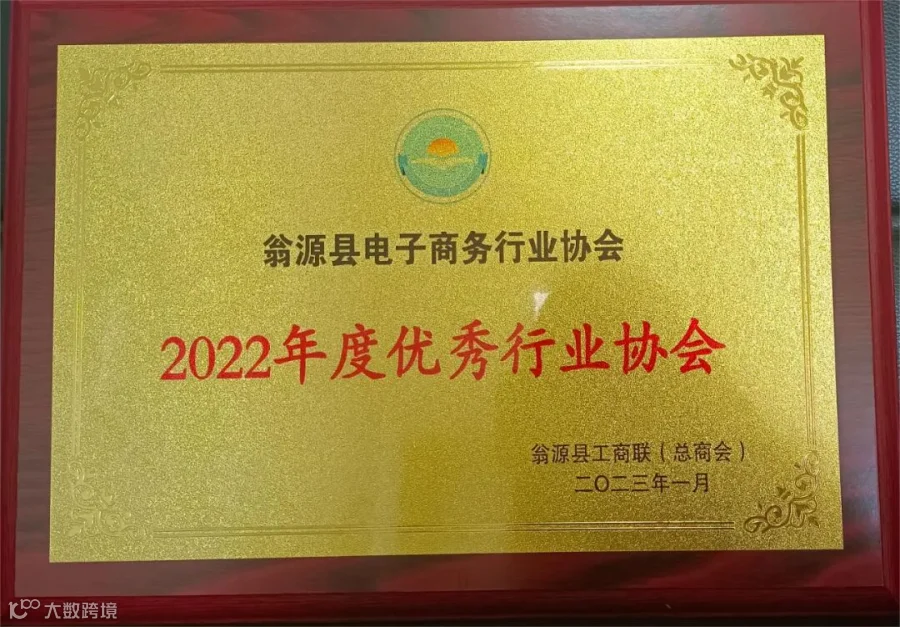 翁源县电子商务行业协会
2022年度优秀行业协会
翁源县工商联（总商会）
二〇二三年一月
大数跨境